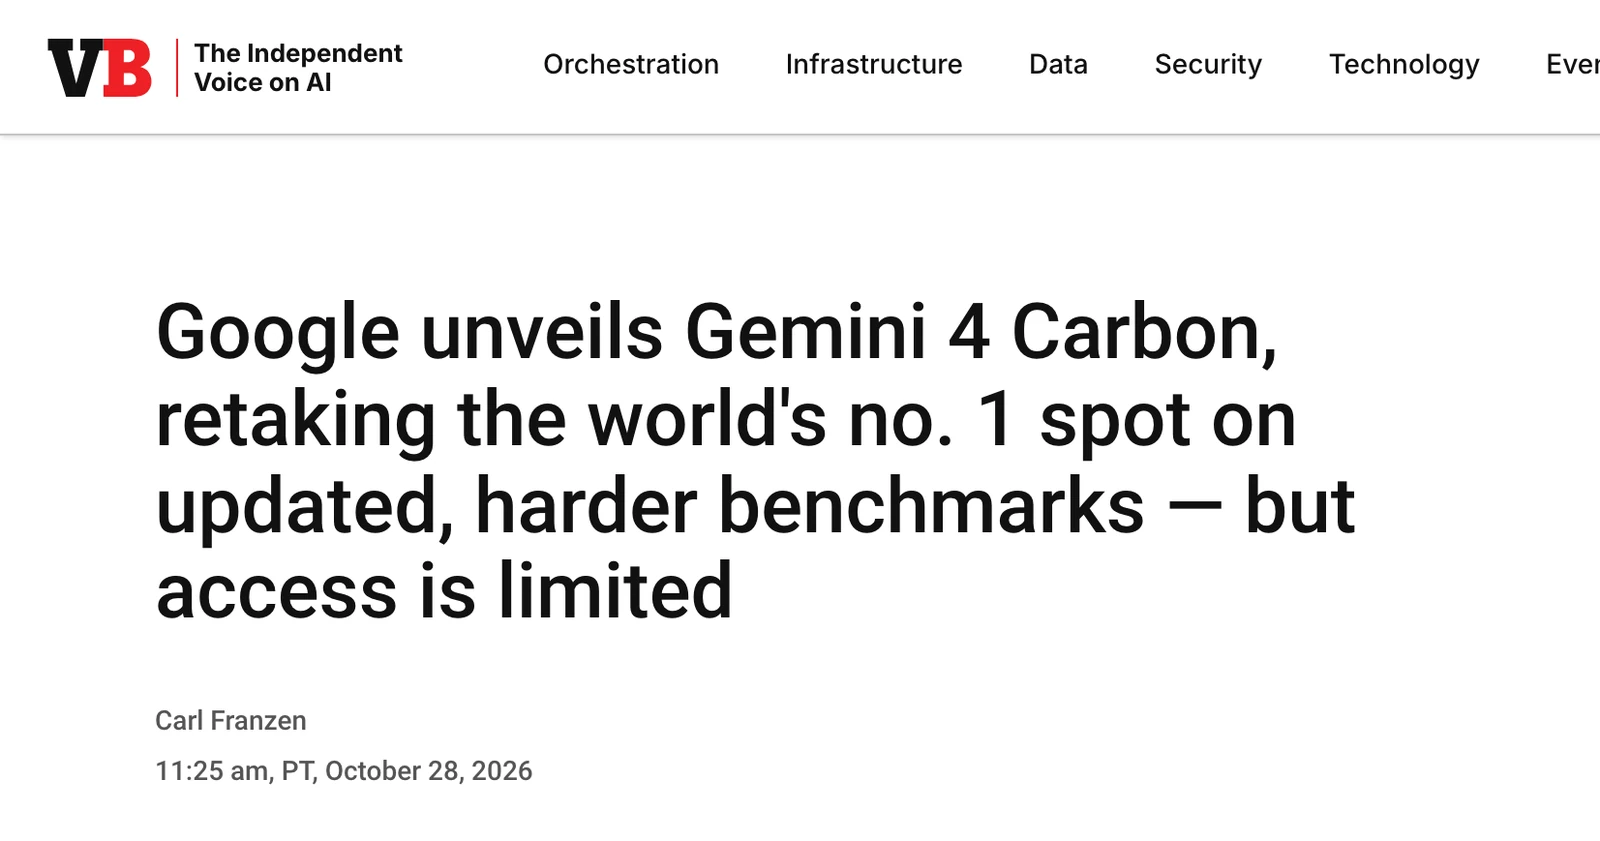 VB
The Independent
Voice on AI
Orchestration Infrastructure Data Security Technology
Google unveils Gemini 4 Carbon,
retaking the world's no. 1 spot on
updated, harder benchmarks — but
access is limited
Carl Franzen
11:25 am, PT, October 28, 2026